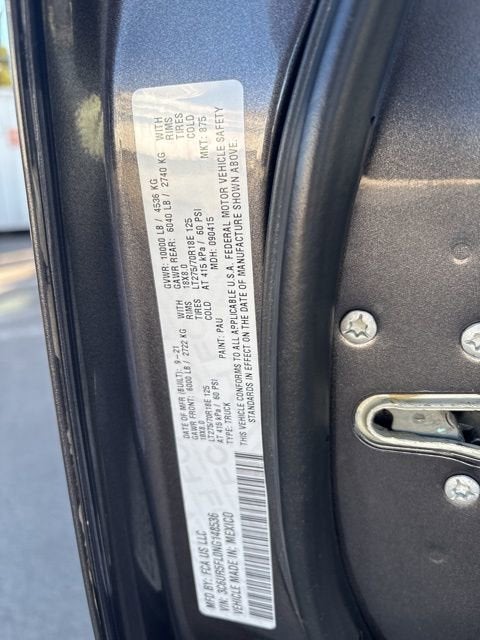 MFD BY: FCA US LLC
DATE OF MFR (BUILT): 9-21
GVWR: 10000 LB / 4536 KG
GAWR FRONT: 6000 LB / 2722 KG WITH
GAWR REAR: 6040 LB / 2740 KG WITH
18X8.0 RIMS
18X8.0 RIMS
LT275/70R18E 125 TIRES
LT275/70R18E 125 TIRES
AT 415 kPa / 60 PSI COLD
AT 415 kPa / 60 PSI COLD
TYPE: TRUCK
PAINT: PAU
MDH: 090415
MKT: 875
THIS VEHICLE CONFORMS TO ALL APPLICABLE U.S.A. FEDERAL MOTOR VEHICLE SAFETY
STANDARDS IN EFFECT ON THE DATE OF MANUFACTURE SHOWN ABOVE.
VIN: 3C6UR5FL0NG148536
VEHICLE MADE IN: MEXICO